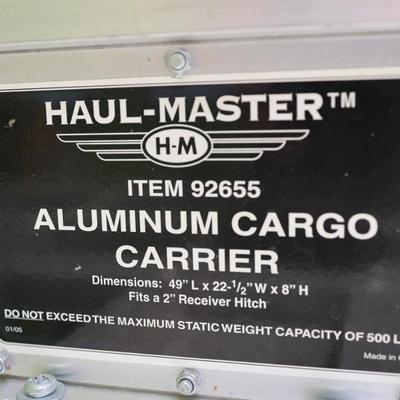 HAUL-MASTER™
H-M
ITEM 92655
ALUMINUM CARGO
CARRIER
Dimensions: 49" L x 22-1/2" W x 8" H
Fits a 2" Receiver Hitch
DO NOT EXCEED THE MAXIMUM STATIC WEIGHT CAPACITY OF 500 L
01/05
Made in